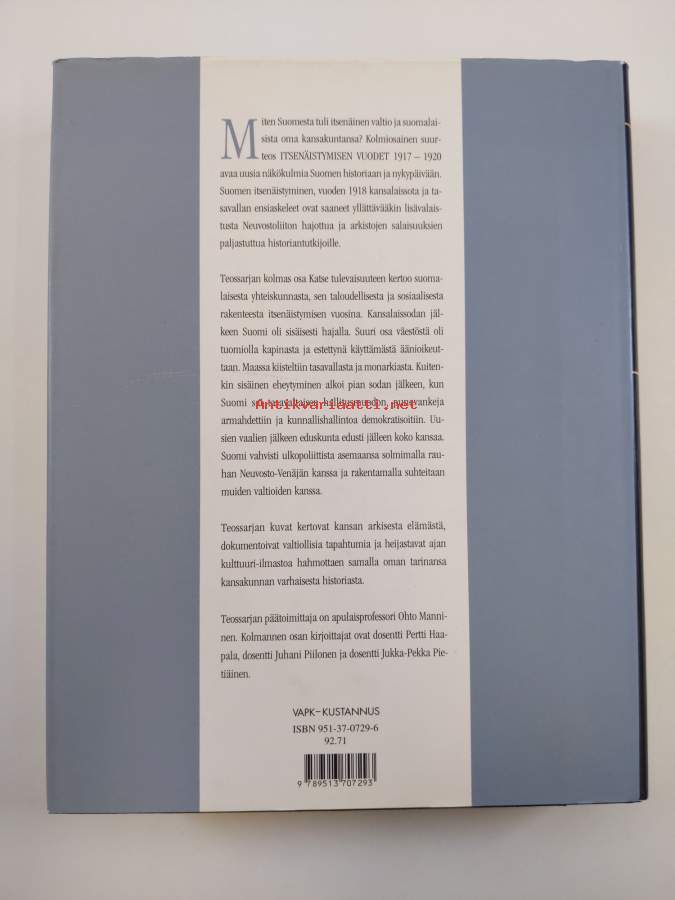 Miten Suomesta tuli itsenäinen valtio ja suomalai-
sista oma kansakuntansa? Kolmiosainen suur-
teos ITSENÄISTYMISEN VUODET 1917 – 1920
avaa uusia näkökulmia Suomen historiaan ja nykypäivään.
Suomen itsenäistyminen, vuoden 1918 kansalaissota ja ta-
savallan ensiaskeleet ovat saaneet yllättävääkin lisävalais-
tusta Neuvostoliiton hajottua ja arkistojen salaisuuksien
paljastuttua historiantutkijoille.
Teossarjan kolmas osa Katse tulevaisuuteen kertoo suoma-
laisesta yhteiskunnasta, sen taloudellisesta ja sosiaalisesta
rakenteesta itsenäistymisen vuosina. Kansalaissodan jäl-
keen Suomi oli sisäisesti hajalla. Suuri osa väestöstä oli
tuomiolla kapinasta ja estettynä käyttämästä äänioikeut-
taan. Maassa kiisteltiin tasavallasta ja monarkiasta. Kuiten-
kin sisäinen eheytyminen alkoi pian sodan jälkeen, kun
Suomi sai tasavaltaisen hallitusmuodon, punavankeja
Antikvariaatti.net
armahdettiin ja kunnallishallintoa demokratisoitiin. Uu-
sien vaalien jälkeen eduskunta edusti jälleen koko kansaa.
Suomi vahvisti ulkopoliittista asemaansa solmimalla rau-
han Neuvosto-Venäjän kanssa ja rakentamalla suhteitaan
muiden valtioiden kanssa.
Teossarjan kuvat kertovat kansan arkisesta elämästä,
dokumentoivat valtiollisia tapahtumia ja heijastavat ajan
kulttuuri-ilmastoa hahmottaen samalla oman tarinansa
kansakunnan varhaisesta historiasta.
Teossarjan päätoimittaja on apulaisprofessori Ohto Manni-
nen. Kolmannen osan kirjoittajat ovat dosentti Pertti Haa-
pala, dosentti Juhani Piilonen ja dosentti Jukka-Pekka Pie-
tiäinen.
VAPK–KUSTANNUS
ISBN 951-37-0729-6
92.71
9 789513 707293